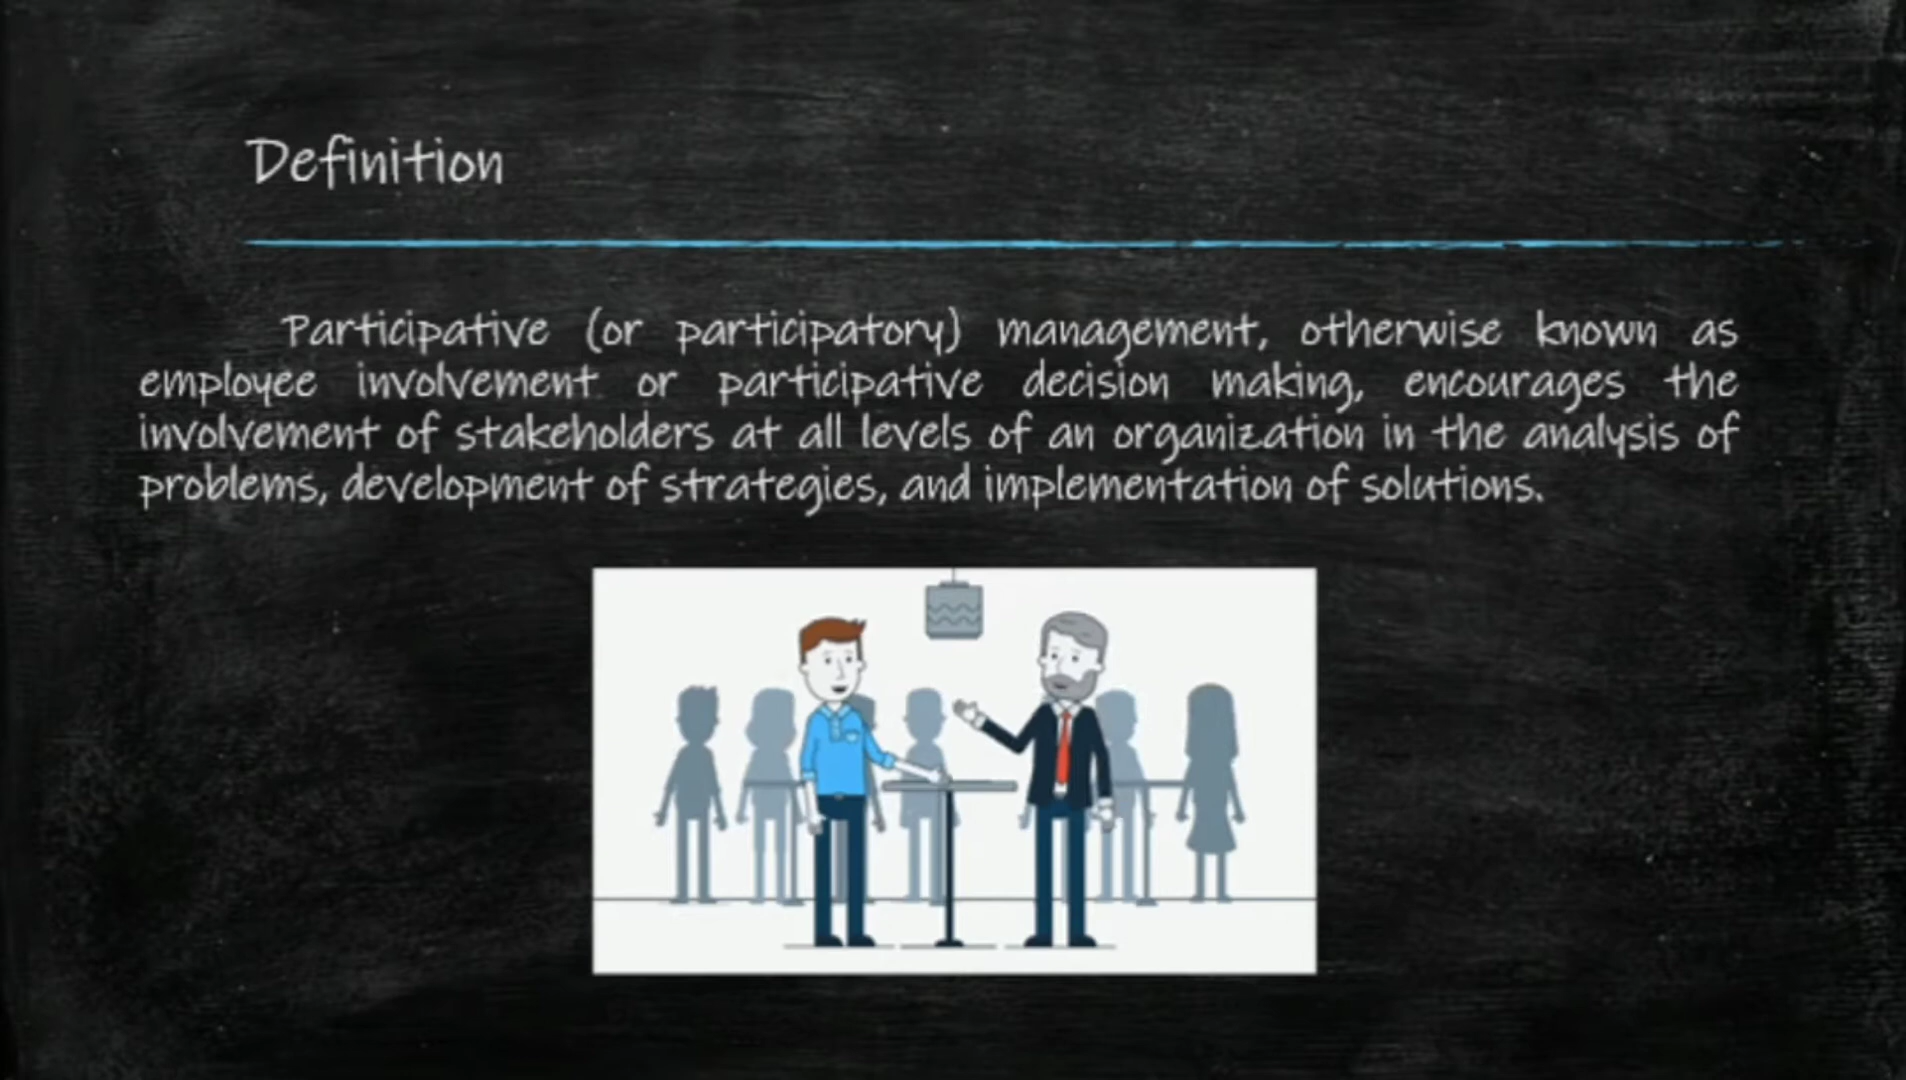 Definition
Participative (or participatory) management, otherwise known as
employee involvement or participative decision making, encourages the
involvement of stakeholders at all levels of an organization in the analysis of
problems, development of strategies, and implementation of solutions.